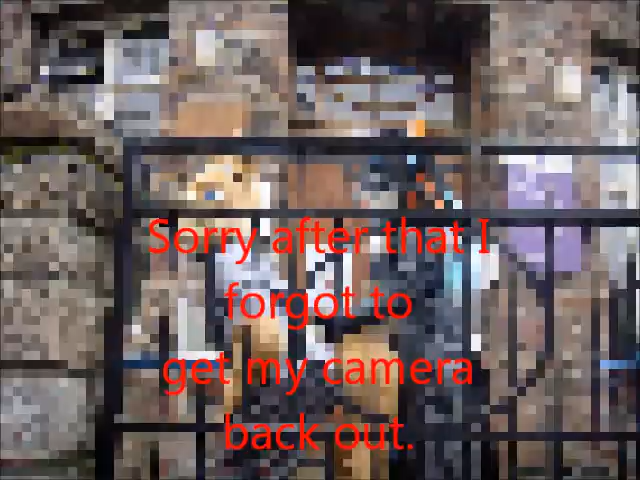 Sorry after that I
forgot to
get my camera
back out.